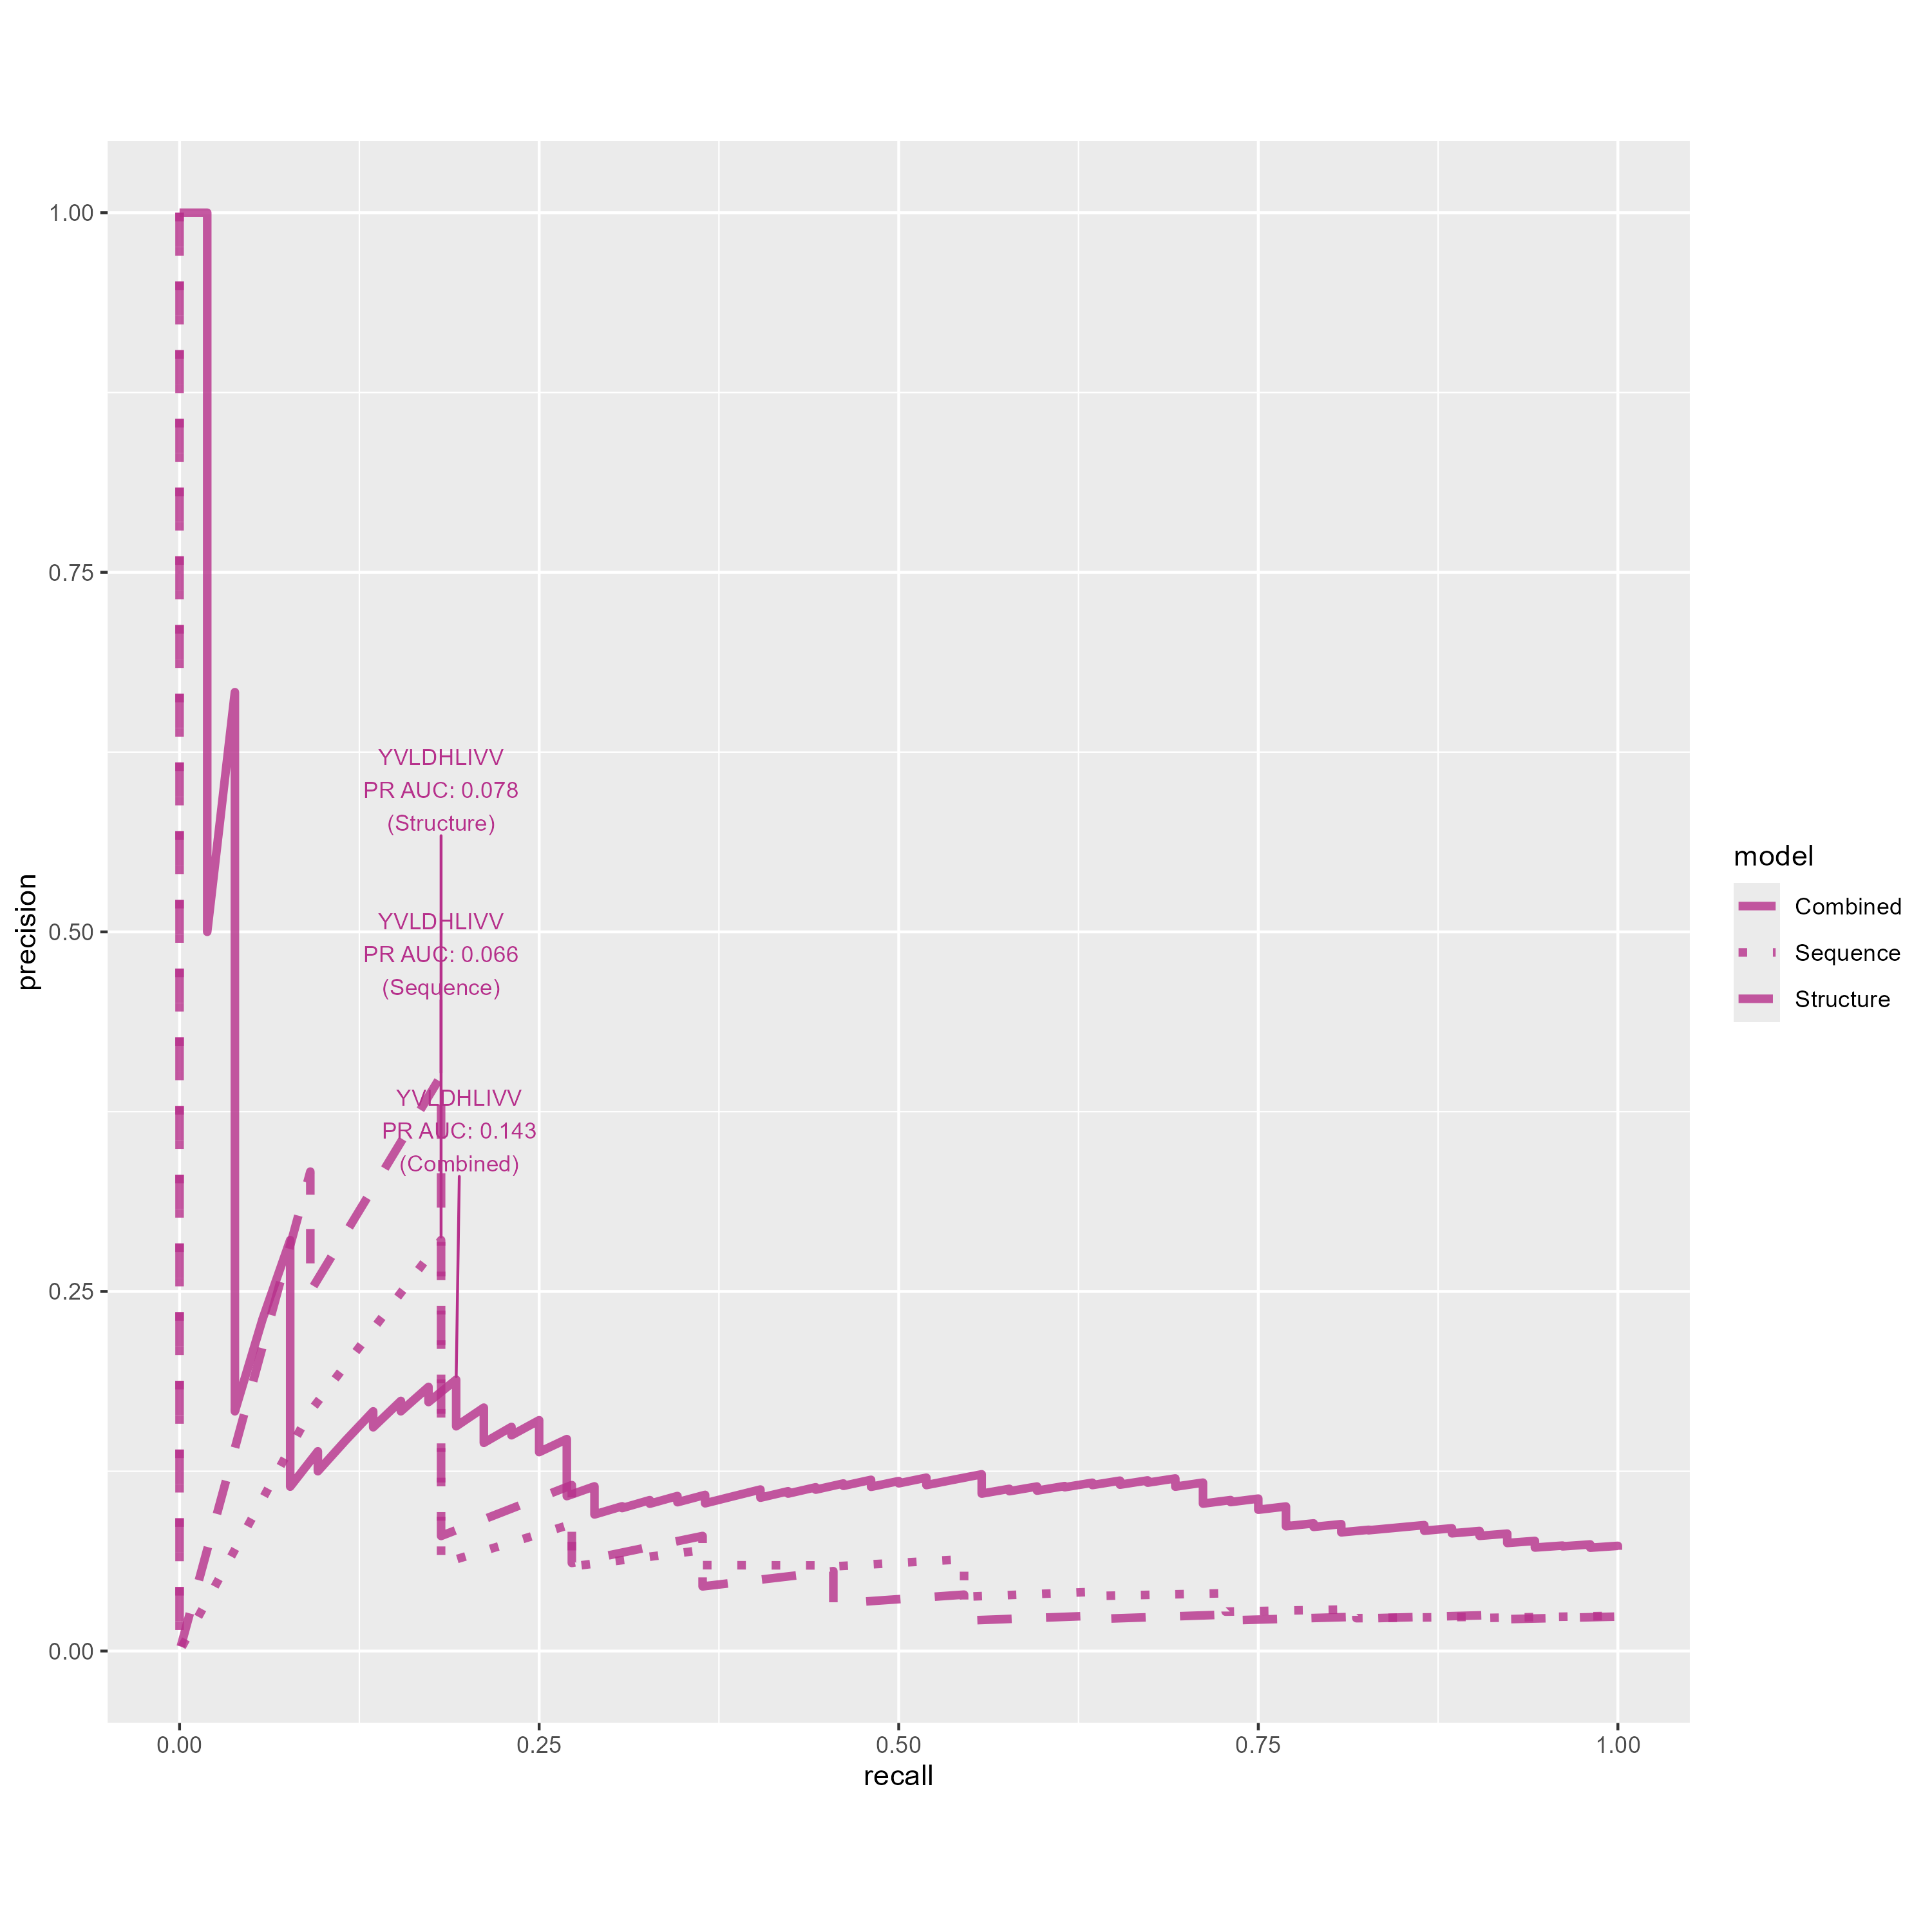 1.00
0.75
0.50
0.25
0.00
precision
YVLDHLIVV
PR AUC: 0.078
(Structure)
YVLDHLIVV
PR AUC: 0.066
(Sequence)
YVLDHLIVV
PR AUC: 0.143
(Combined)
0.00
0.25
0.50
0.75
1.00
recall
model
Combined
Sequence
Structure